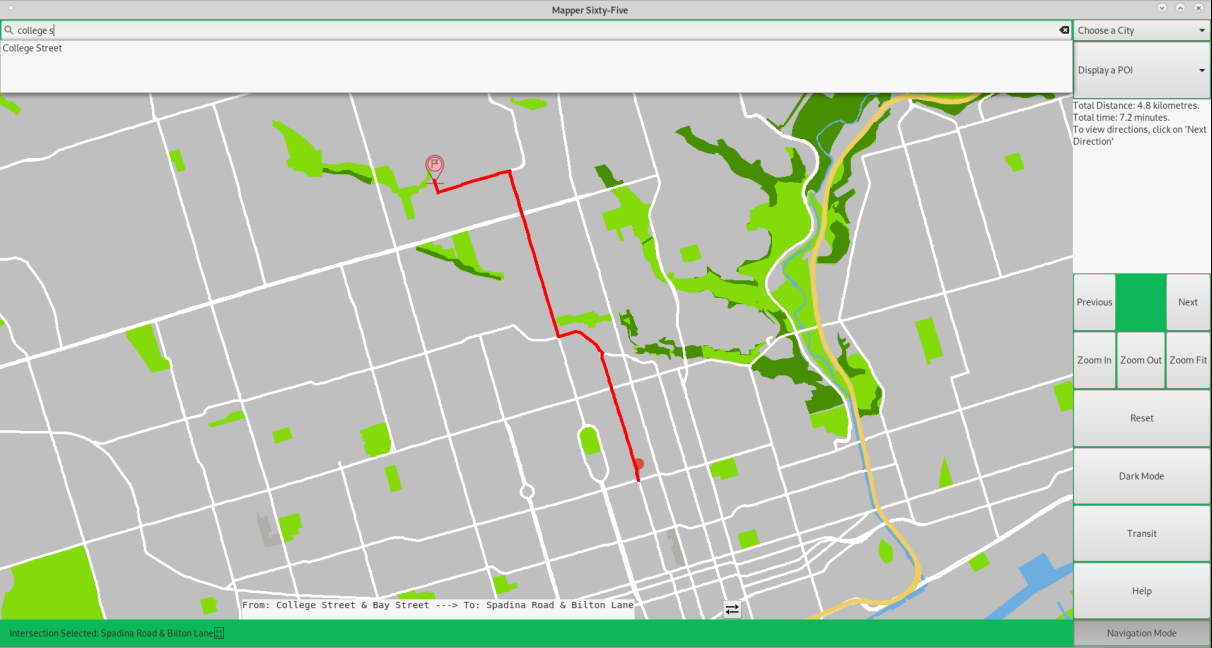 Mapper Sixty-Five
college s
Choose a City
College Street
Display a POI
Total Distance: 4.8 kilometres.
Total time: 7.2 minutes.
To view directions, click on 'Next
Direction'
Previous
Next
Zoom In
Zoom Out
Zoom Fit
Reset
Dark Mode
Transit
Help
From: College Street & Bay Street ---> To: Spadina Road & Bilton Lane
Intersection Selected: Spadina Road & Bilton Lane
Navigation Mode